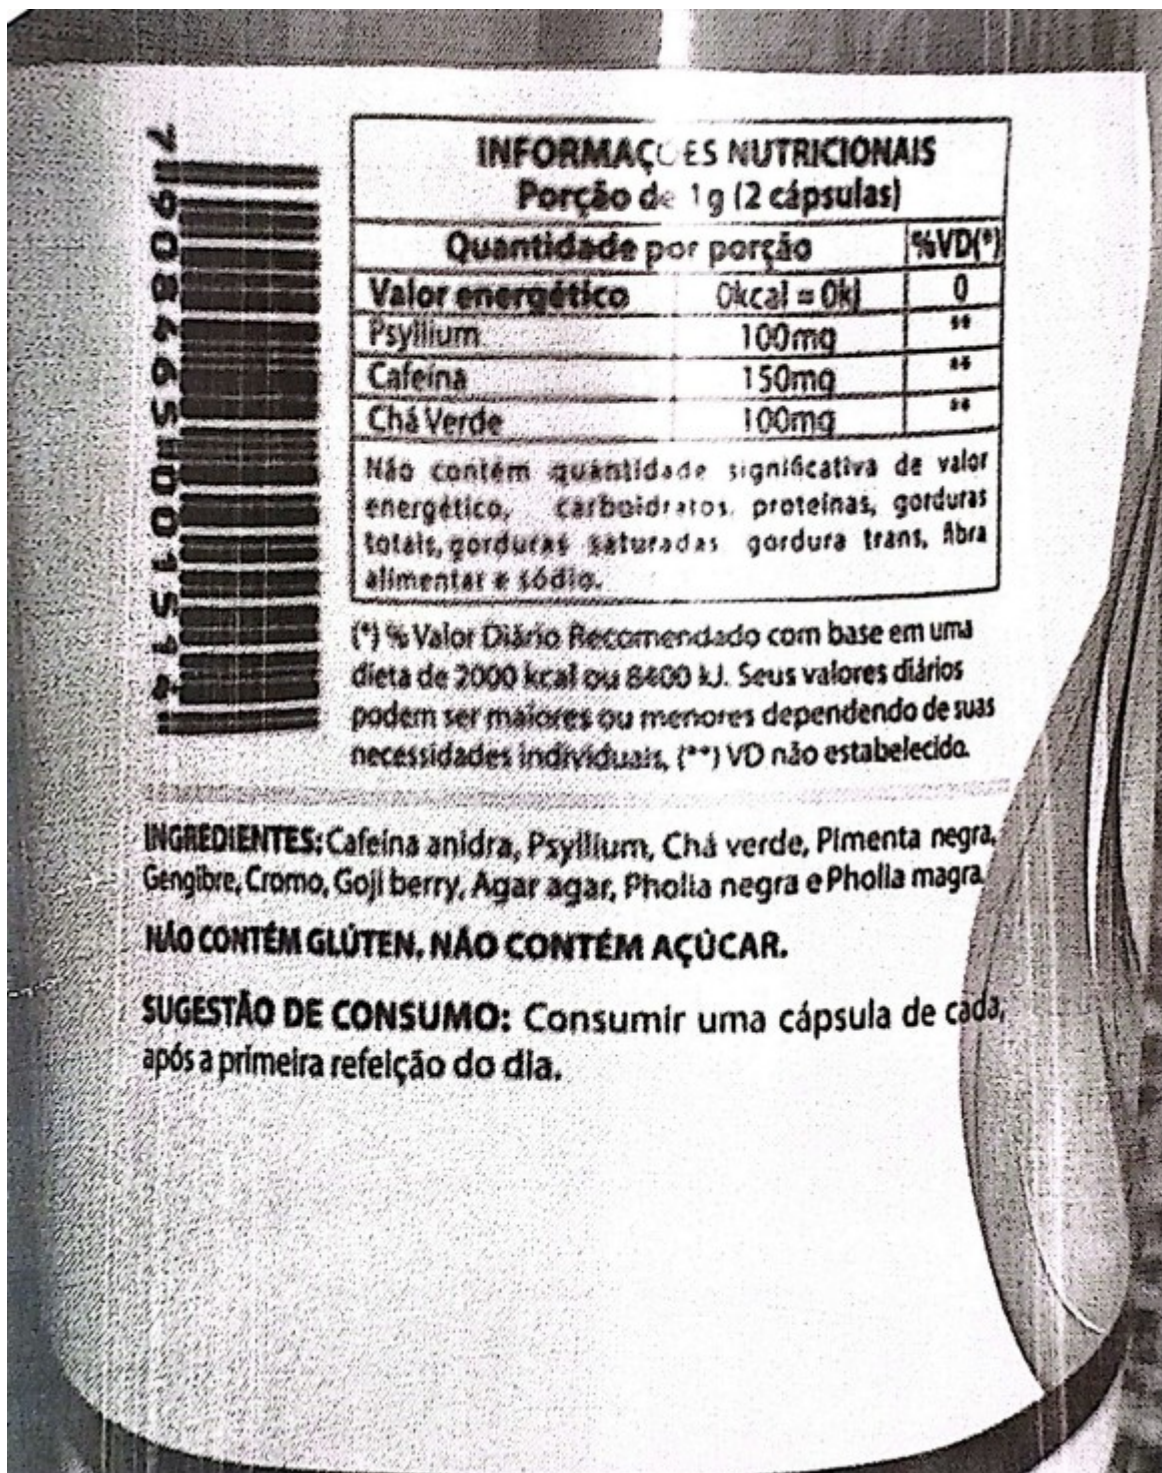 INFORMAÇÕES NUTRICIONAIS
Porção de 1g (2 cápsulas)
Quantidade por porção %VD(*)
Valor energético 0kcal = 0kJ 0
Psyllium 100mg **
Cafeína 150mg **
Chá Verde 100mg **
Não contém quantidade significativa de valor
energético, carboidratos, proteínas, gorduras
totais, gorduras saturadas gordura trans, fibra
alimentar e sódio.
(*) % Valor Diário Recomendado com base em uma
dieta de 2000 kcal ou 8400 kJ. Seus valores diários
podem ser maiores ou menores dependendo de suas
necessidades individuais, (**) VD não estabelecido.
INGREDIENTES: Cafeína anidra, Psyllium, Chá verde, Pimenta negra,
Gengibre, Cromo, Goji berry, Agar agar, Pholia negra e Pholia magra.
NÃO CONTÉM GLÚTEN. NÃO CONTÉM AÇÚCAR.
SUGESTÃO DE CONSUMO: Consumir uma cápsula de cada,
após a primeira refeição do dia.